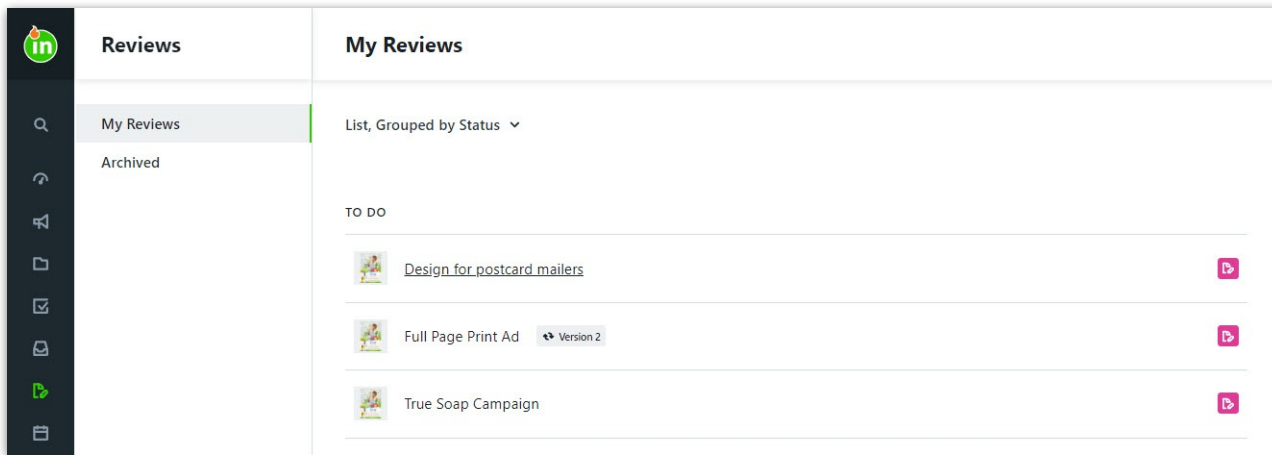 in
Reviews
My Reviews
My Reviews
Archived
List, Grouped by Status
TO DO
Design for postcard mailers
Full Page Print Ad Version 2
True Soap Campaign